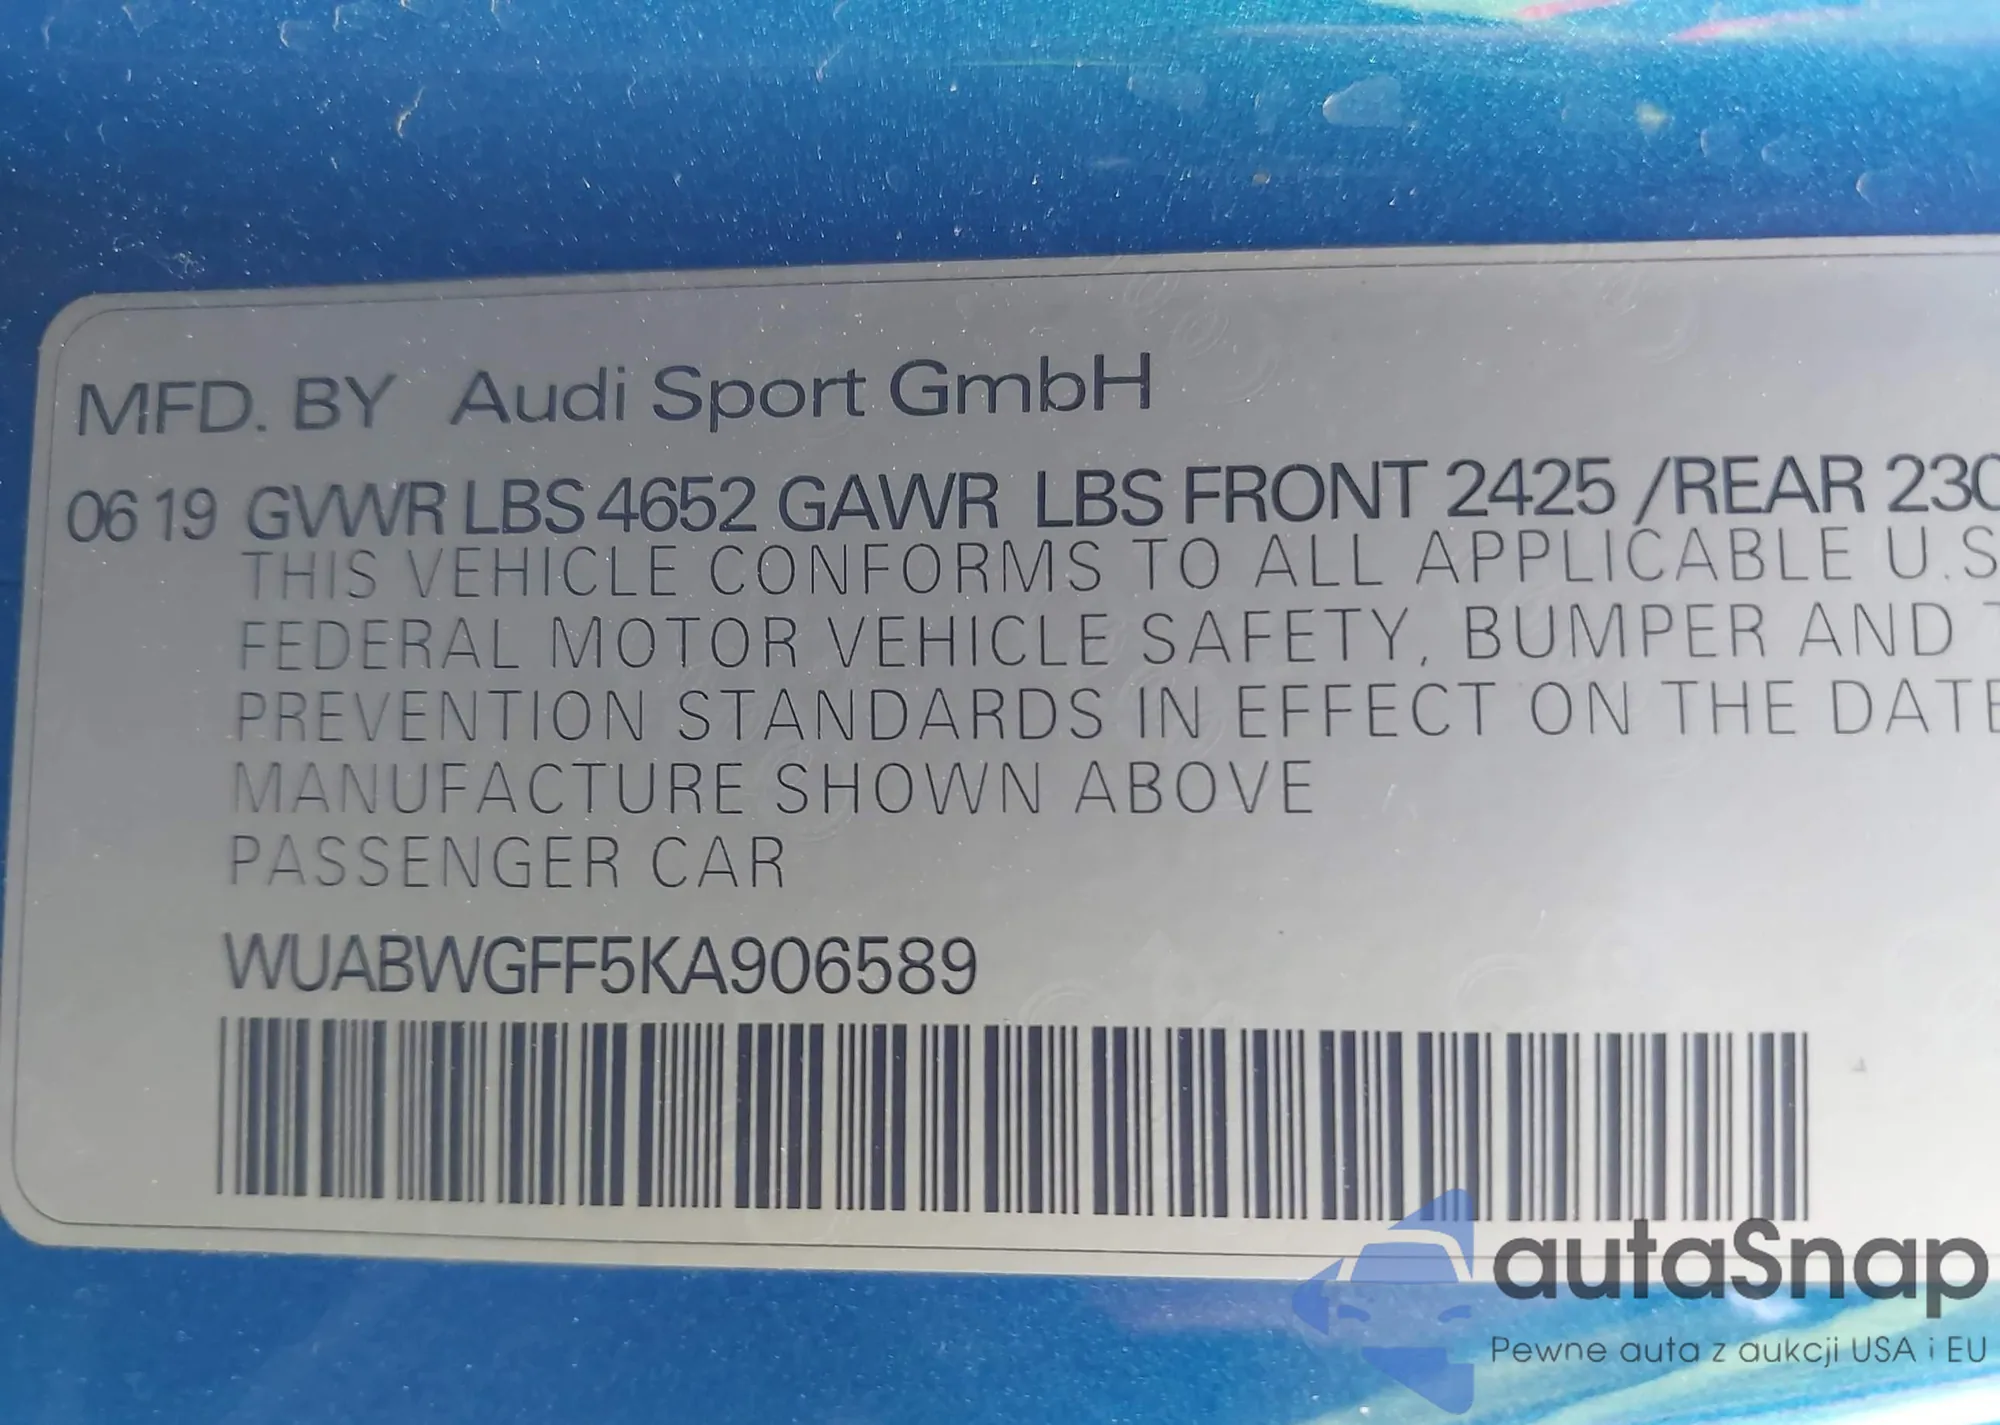 MFD. BY Audi Sport GmbH
06 19 GVWR LBS 4652 GAWR LBS FRONT 2425 /REAR 230
THIS VEHICLE CONFORMS TO ALL APPLICABLE U.S
FEDERAL MOTOR VEHICLE SAFETY, BUMPER AND
PREVENTION STANDARDS IN EFFECT ON THE DATE
MANUFACTURE SHOWN ABOVE
PASSENGER CAR
WUABWGFF5KA906589
autaSnap
Pewne auta z aukcji USA i EU